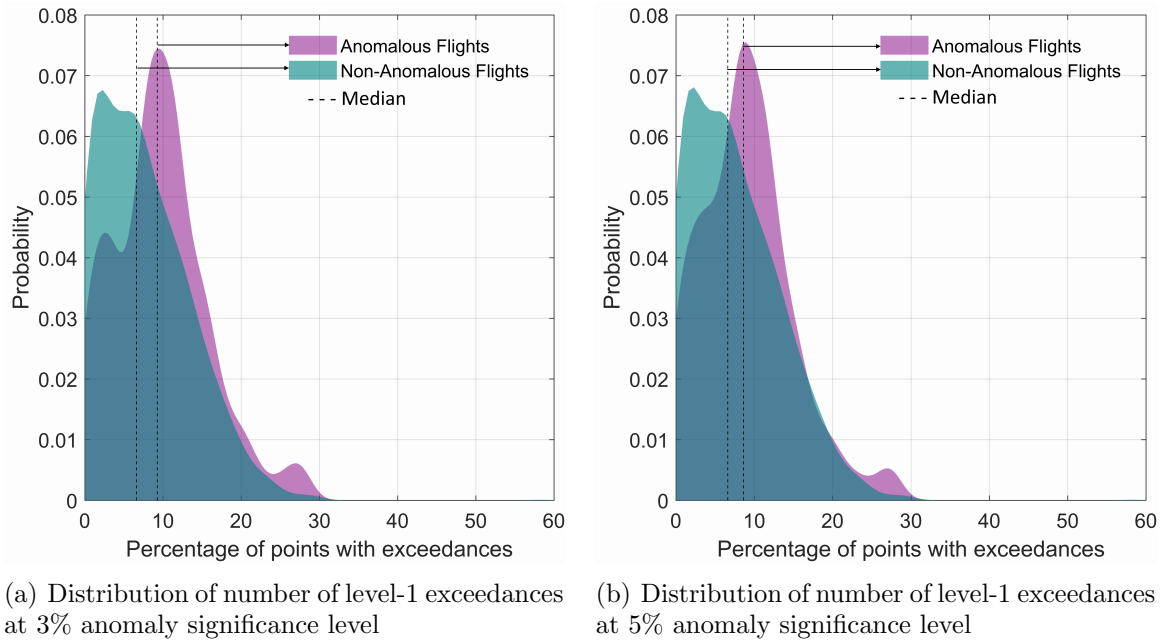 0.08
0.07
0.06
0.05
0.04
0.03
0.02
0.01
0
Probability
Anomalous Flights
Non-Anomalous Flights
Median
0 10 20 30 40 50 60
Percentage of points with exceedances
(a) Distribution of number of level-1 exceedances
at 3% anomaly significance level
0.08
0.07
0.06
0.05
0.04
0.03
0.02
0.01
0
Probability
Anomalous Flights
Non-Anomalous Flights
Median
0 10 20 30 40 50 60
Percentage of points with exceedances
(b) Distribution of number of level-1 exceedances
at 5% anomaly significance level